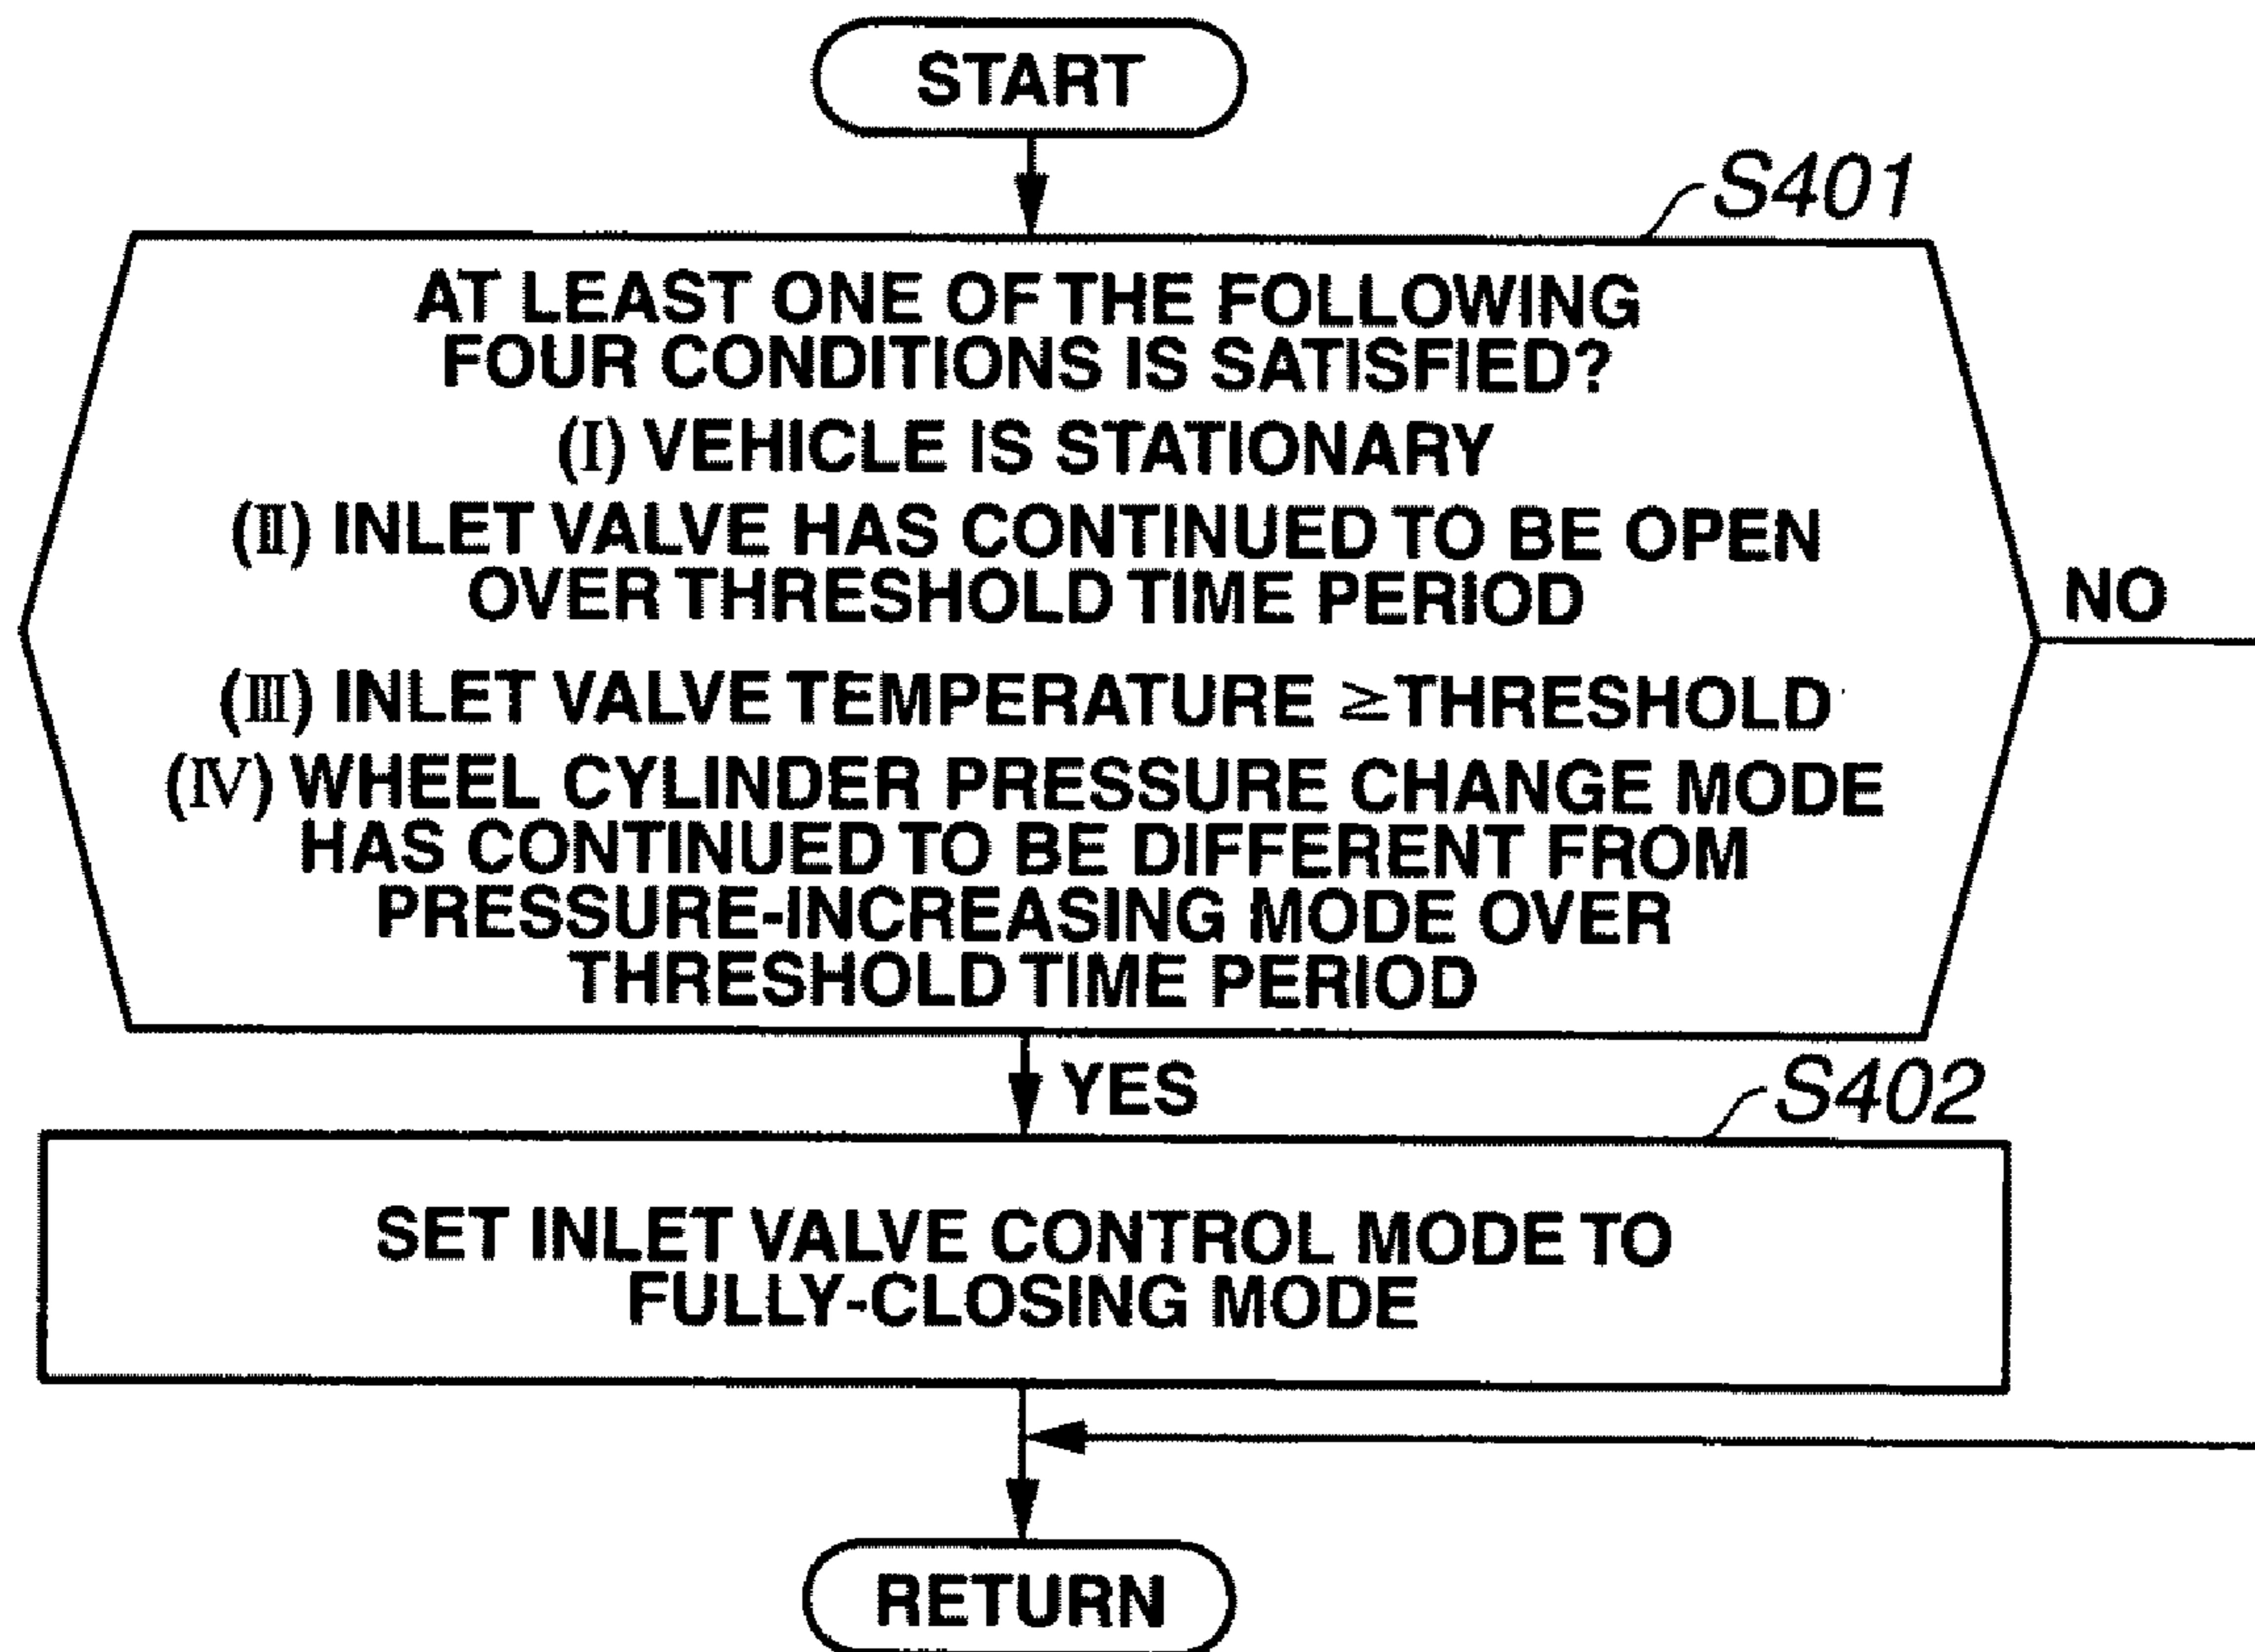 START
S401
AT LEAST ONE OF THE FOLLOWING
FOUR CONDITIONS IS SATISFIED?
(I) VEHICLE IS STATIONARY
(II) INLET VALVE HAS CONTINUED TO BE OPEN
OVER THRESHOLD TIME PERIOD
NO
(III) INLET VALVE TEMPERATURE ≧ THRESHOLD
(IV) WHEEL CYLINDER PRESSURE CHANGE MODE
HAS CONTINUED TO BE DIFFERENT FROM
PRESSURE-INCREASING MODE OVER
THRESHOLD TIME PERIOD
YES
S402
SET INLET VALVE CONTROL MODE TO
FULLY-CLOSING MODE
RETURN